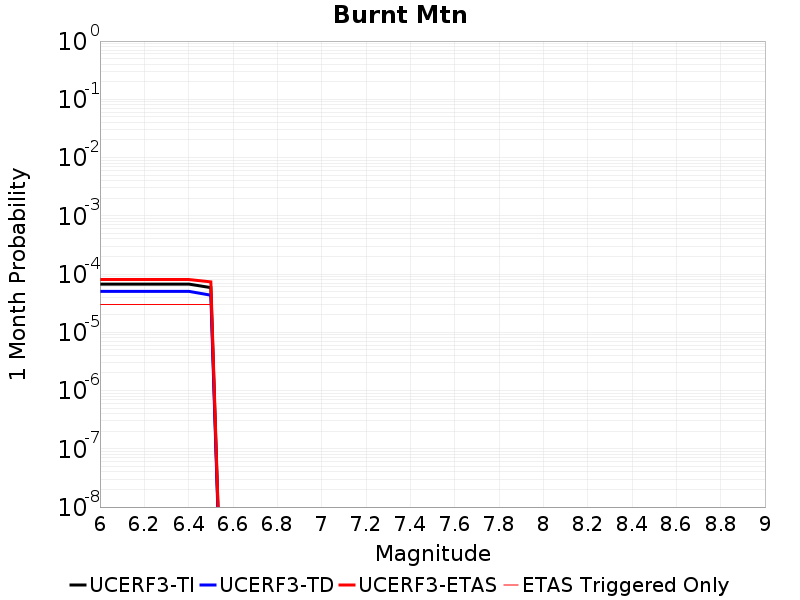 Burnt Mtn
1 Month Probability
10^0
10^-1
10^-2
10^-3
10^-4
10^-5
10^-6
10^-7
10^-8
6 6.2 6.4 6.6 6.8 7 7.2 7.4 7.6 7.8 8 8.2 8.4 8.6 8.8 9
Magnitude
UCERF3-TI UCERF3-TD UCERF3-ETAS ETAS Triggered Only